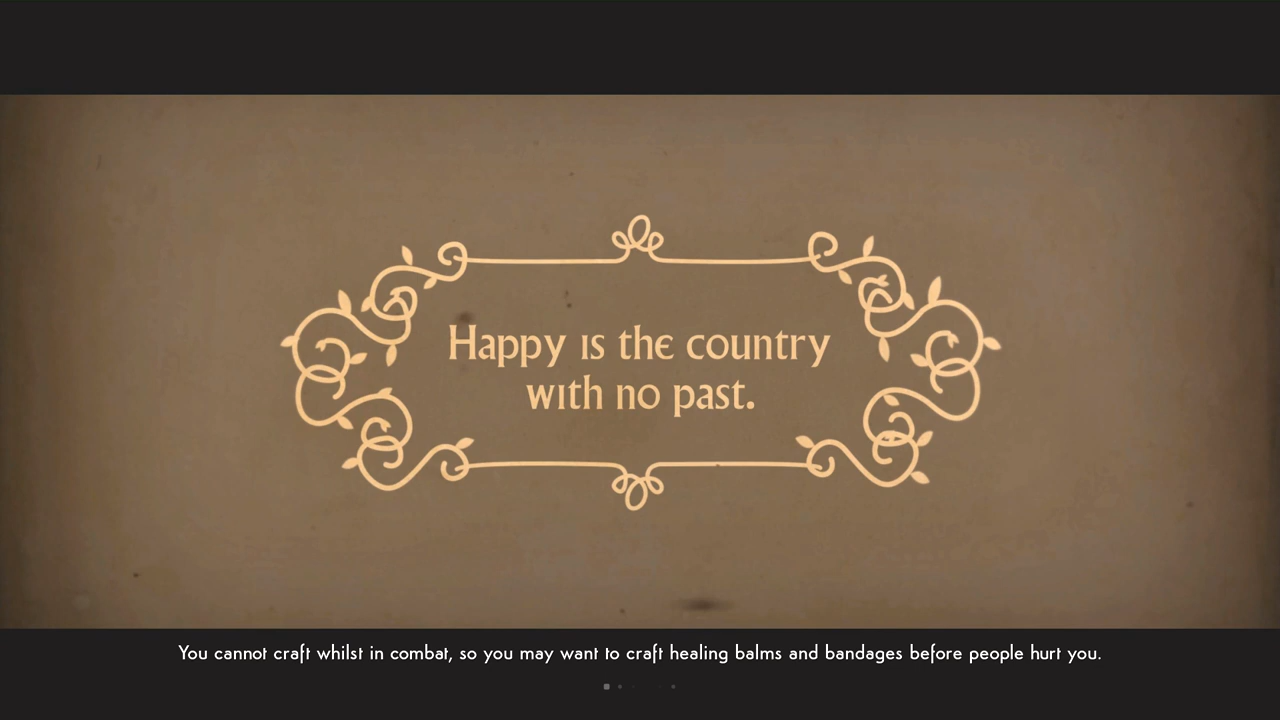 Happy is the country
with no past.
You cannot craft whilst in combat, so you may want to craft healing balms and bandages before people hurt you.